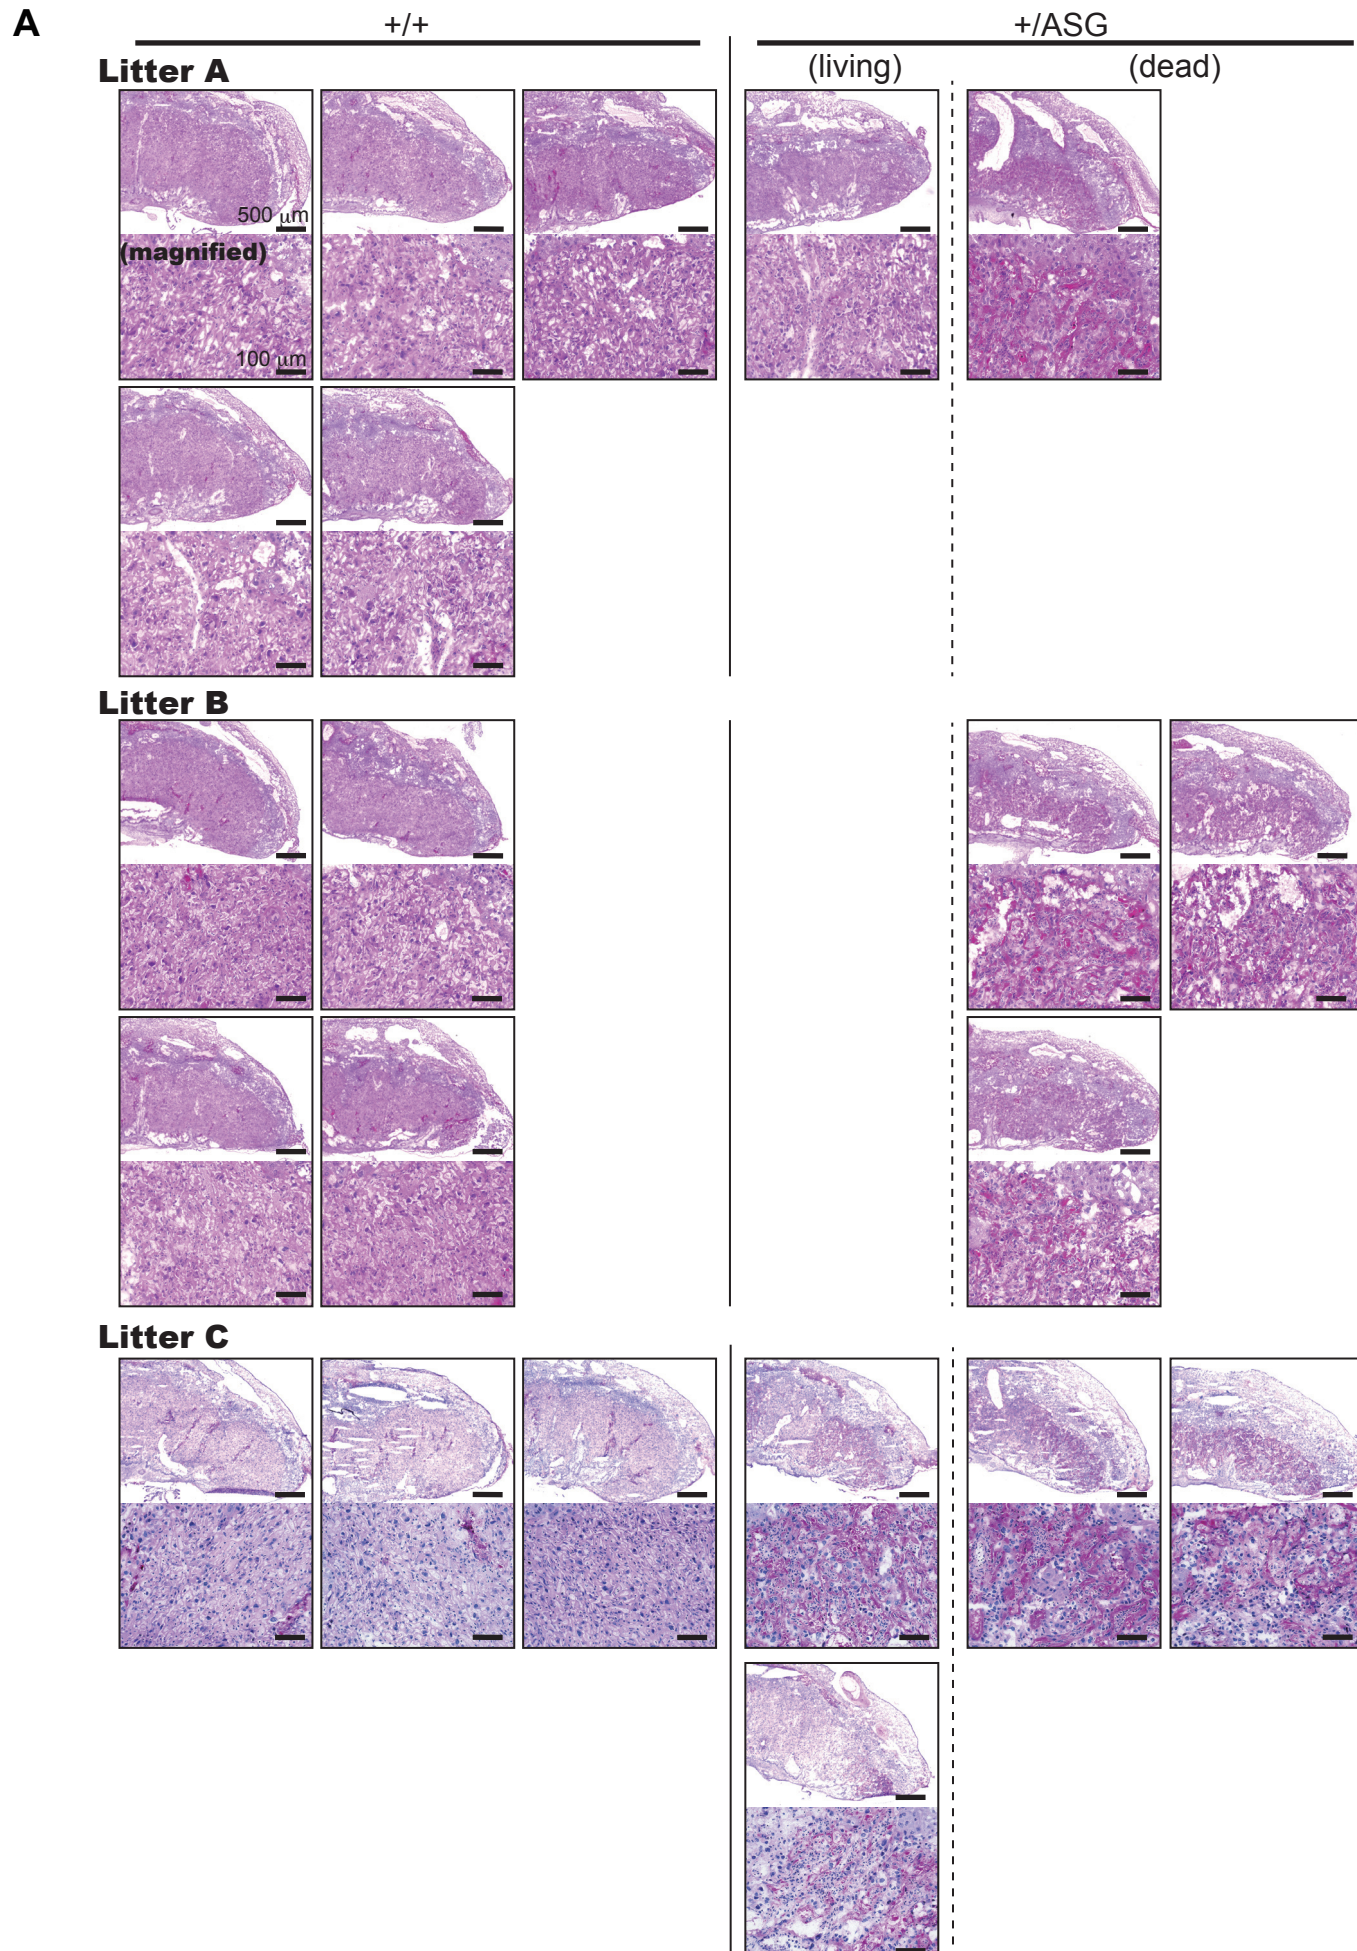 A
+/+
+/ASG
(living)
(dead)
Litter A
500 µm
(magnified)
100 µm
Litter B
Litter C